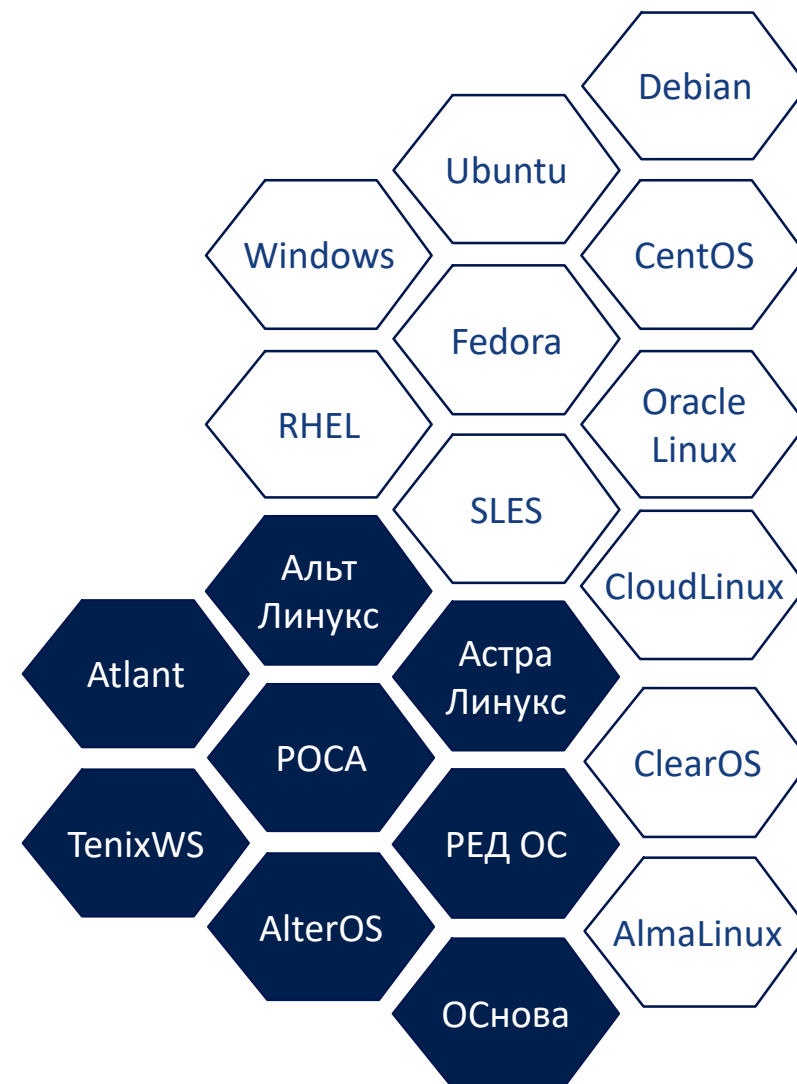 Debian
Ubuntu
Windows
CentOS
Fedora
RHEL
Oracle
Linux
SLES
Альт
Линукс
CloudLinux
Atlant
Астра
Линукс
РОСА
ClearOS
TenixWS
РЕД ОС
AlterOS
AlmaLinux
ОСнова